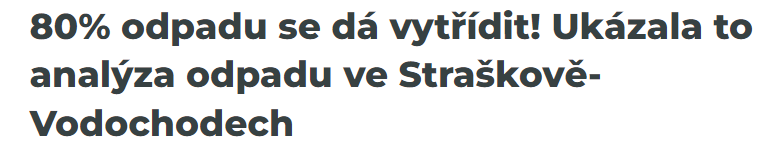 80% odpadu se dá vytřídit! Ukázala to
analýza odpadu ve Straškově-
Vodochodech